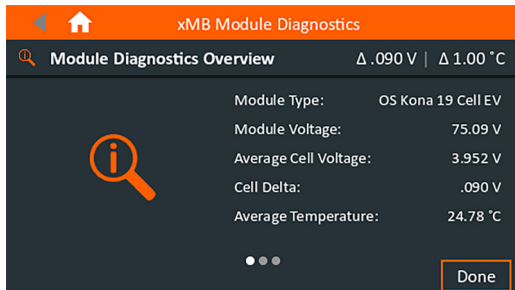 xMB Module Diagnostics
Module Diagnostics Overview Δ .090 V | Δ 1.00 ˚C
Module Type: OS Kona 19 Cell EV
Module Voltage: 75.09 V
Average Cell Voltage: 3.952 V
Cell Delta: .090 V
Average Temperature: 24.78 ˚C
Done